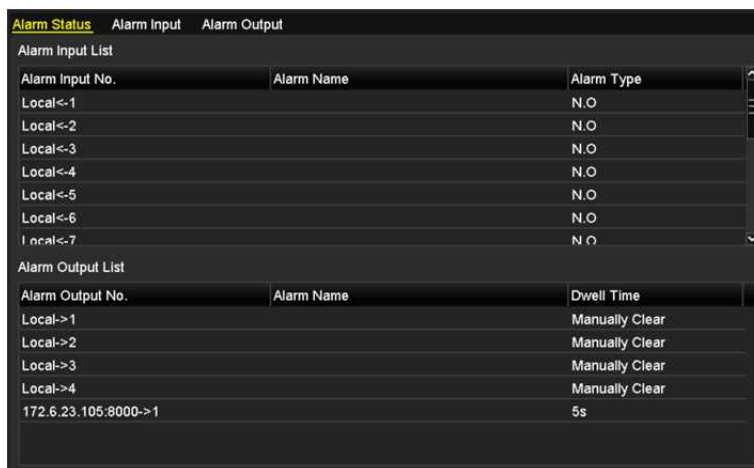 Alarm Status Alarm Input Alarm Output
Alarm Input List
Alarm Input No. Alarm Name Alarm Type
Local<-1 N.O
Local<-2 N.O
Local<-3 N.O
Local<-4 N.O
Local<-5 N.O
Local<-6 N.O
Local<-7 N.O
Alarm Output List
Alarm Output No. Alarm Name Dwell Time
Local->1 Manually Clear
Local->2 Manually Clear
Local->3 Manually Clear
Local->4 Manually Clear
172.6.23.105:8000->1 5s